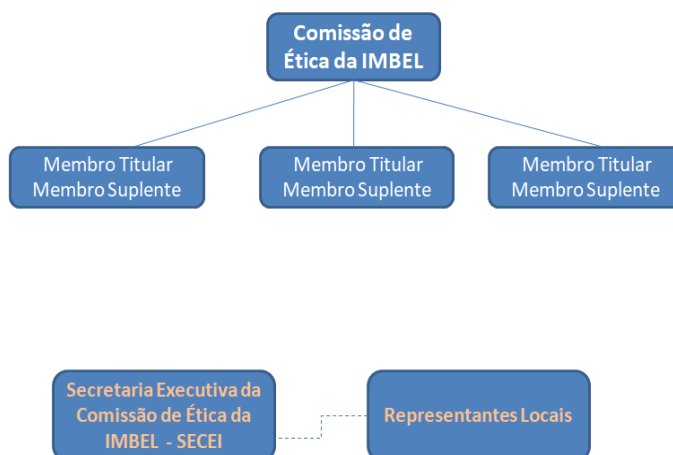 Comissão de
Ética da IMBEL
Membro Titular
Membro Suplente
Membro Titular
Membro Suplente
Membro Titular
Membro Suplente
Secretaria Executiva da
Comissão de Ética da
IMBEL - SECEI
Representantes Locais